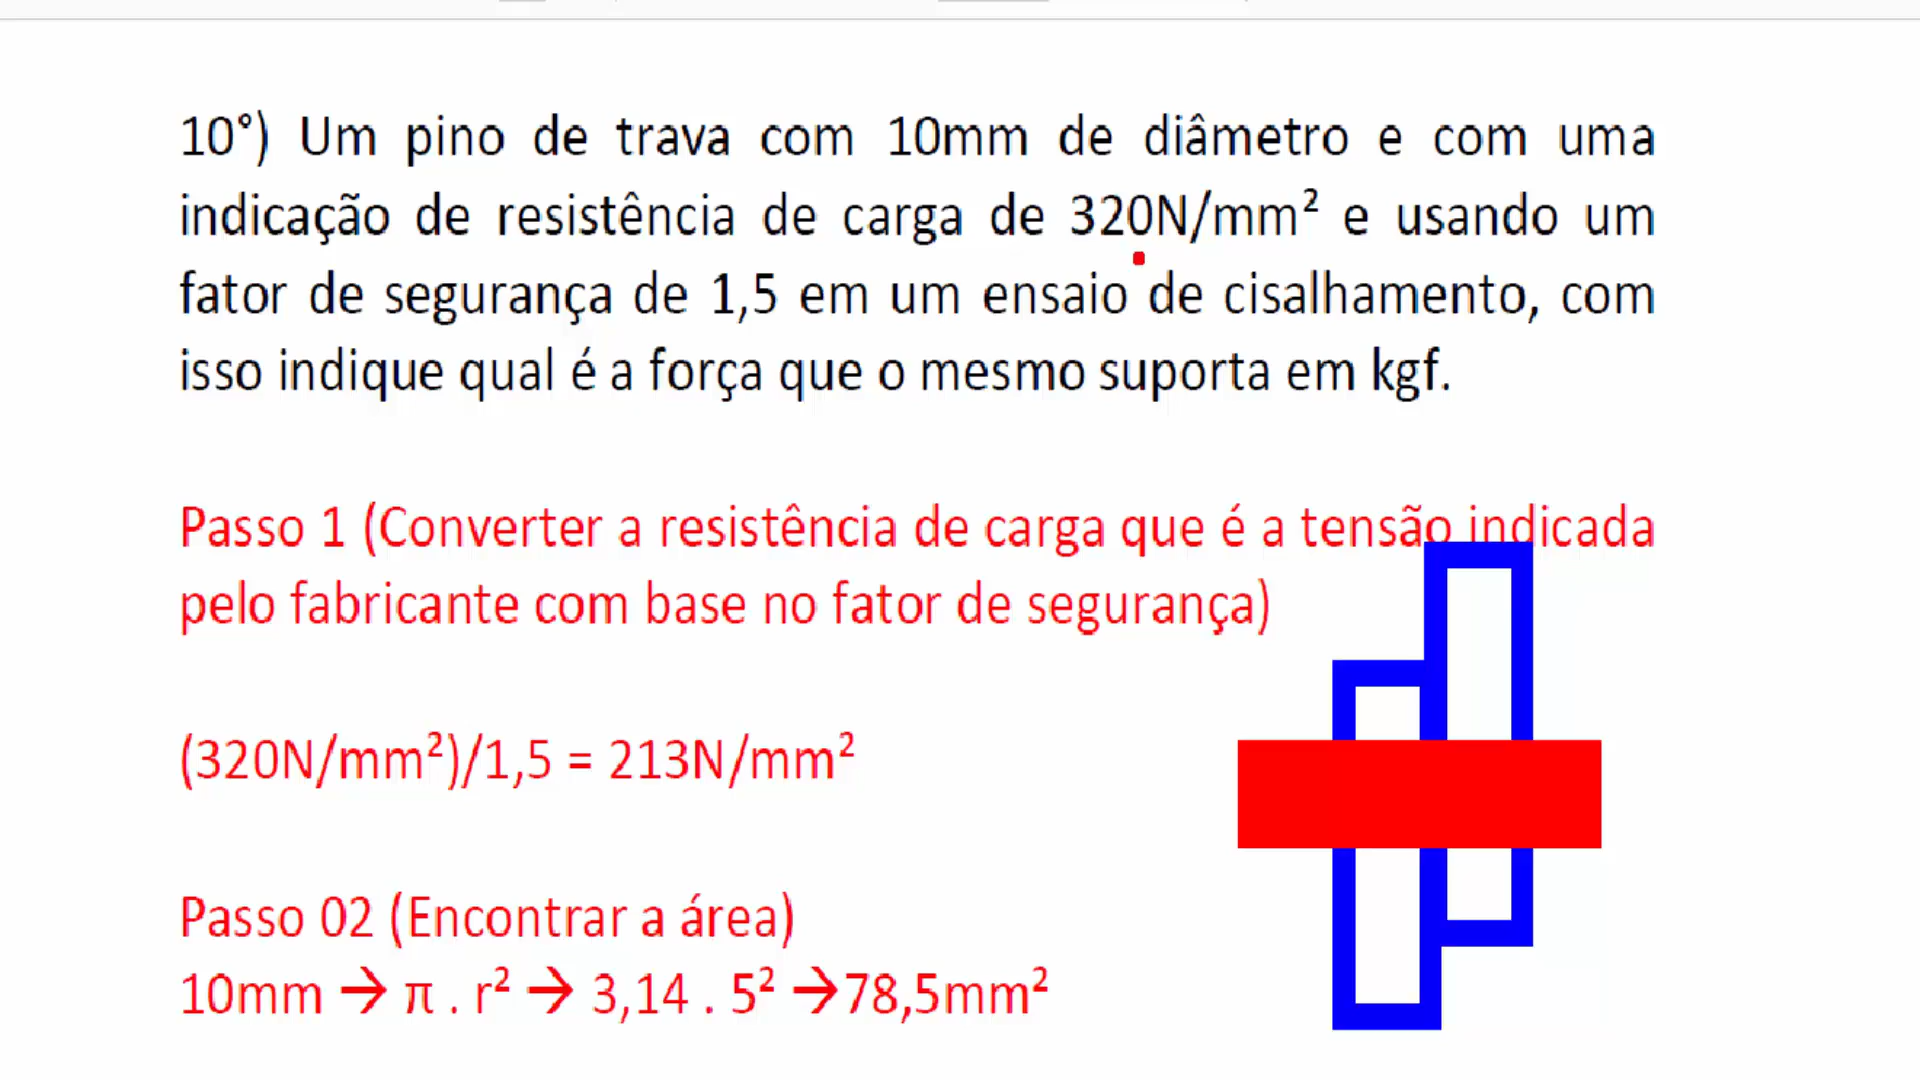 10°) Um pino de trava com 10mm de diâmetro e com uma
indicação de resistência de carga de 320N/mm² e usando um
fator de segurança de 1,5 em um ensaio de cisalhamento, com
isso indique qual é a força que o mesmo suporta em kgf.
Passo 1 (Converter a resistência de carga que é a tensão indicada
pelo fabricante com base no fator de segurança)
(320N/mm²)/1,5 = 213N/mm²
Passo 02 (Encontrar a área)
10mm → π . r² → 3,14 . 5² →78,5mm²